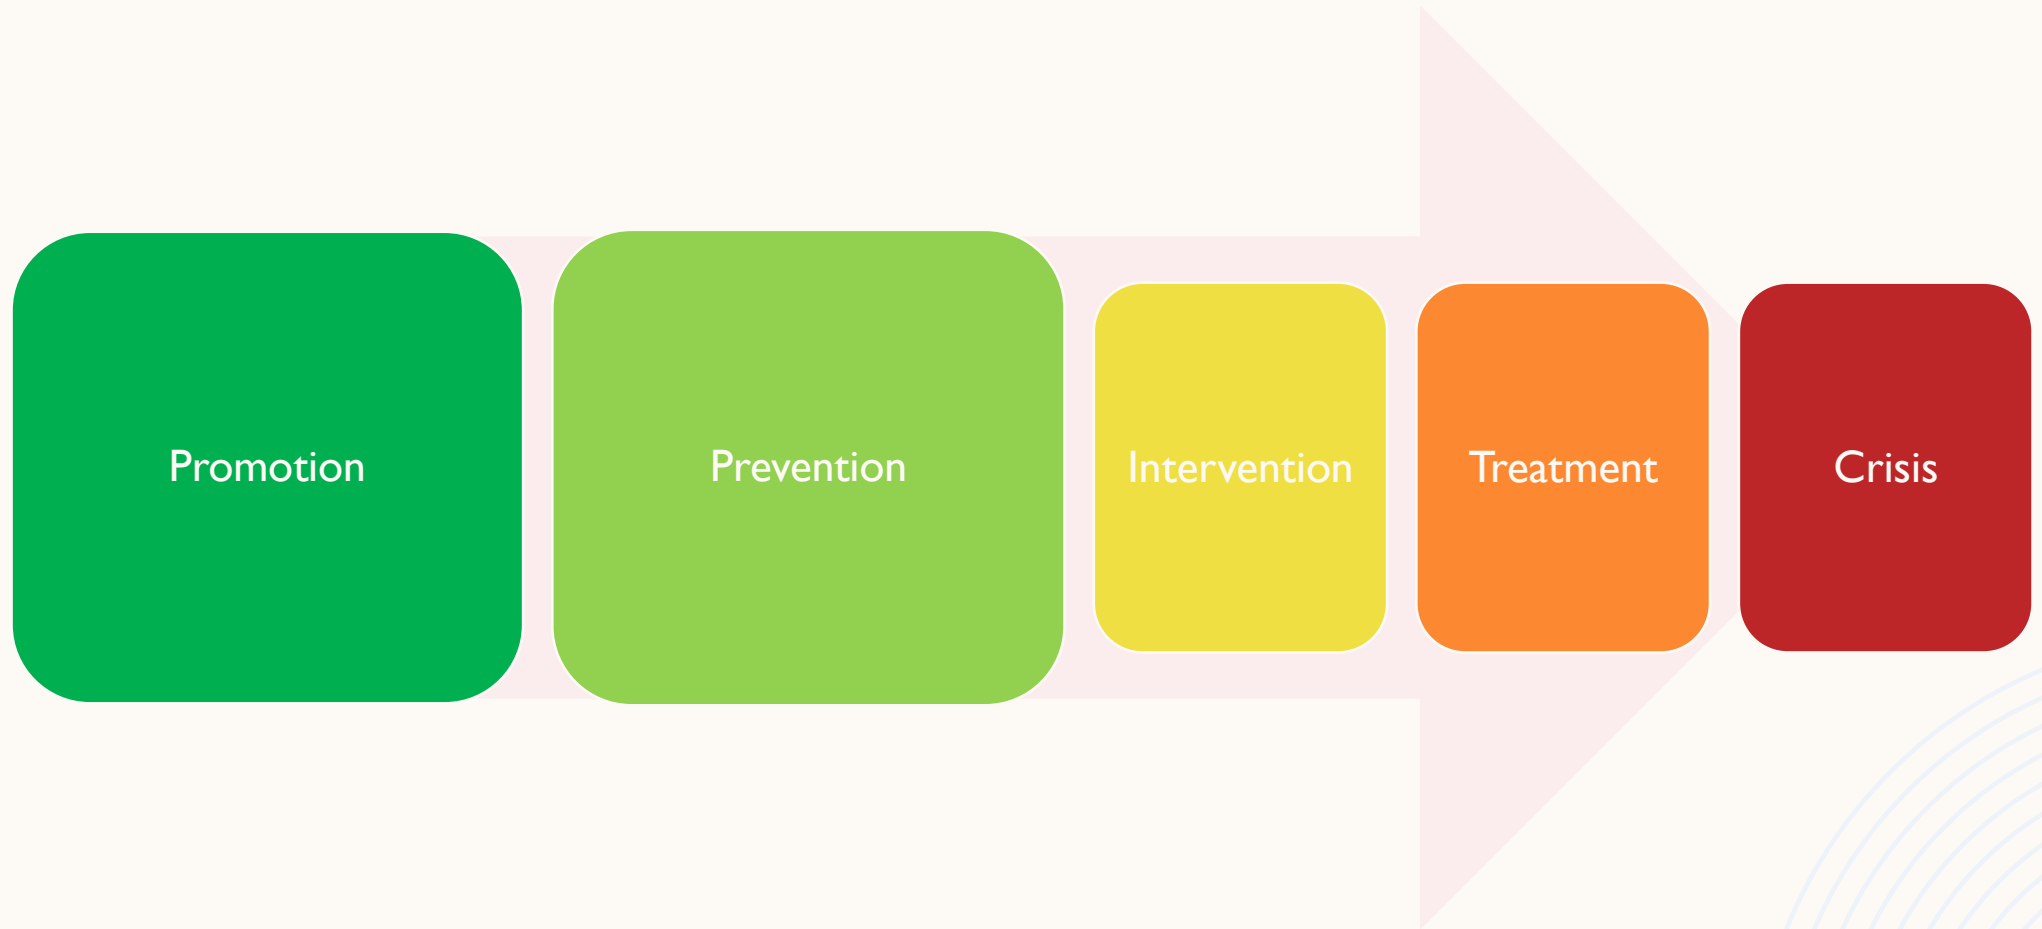 Promotion
Prevention
Intervention
Treatment
Crisis